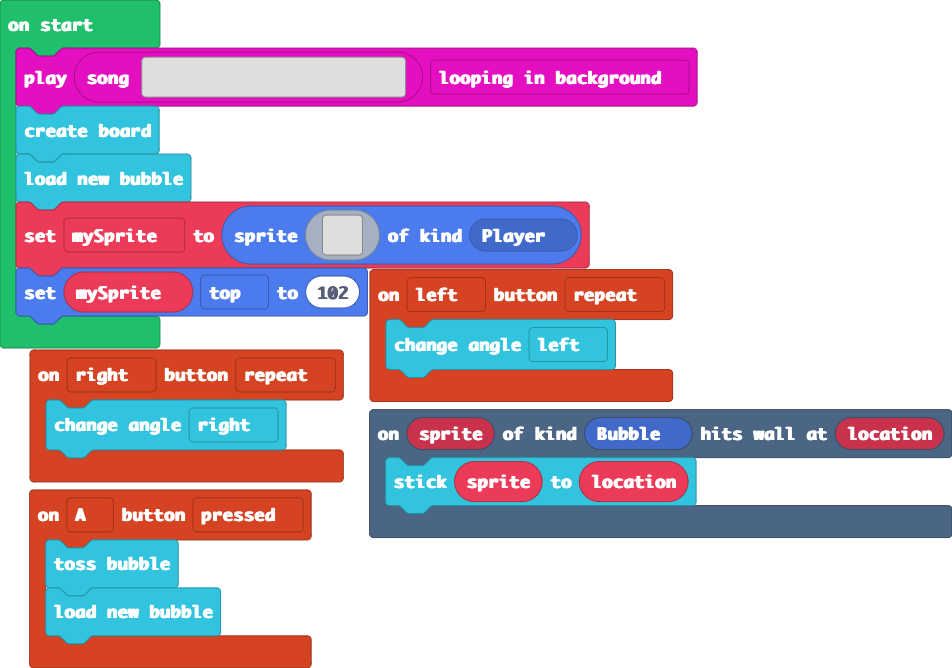 on start
play song looping in background
create board
load new bubble
set mySprite to sprite of kind Player
set mySprite top to 102
on left button repeat
change angle left
on right button repeat
change angle right
on sprite of kind Bubble hits wall at location
stick sprite to location
on A button pressed
toss bubble
load new bubble